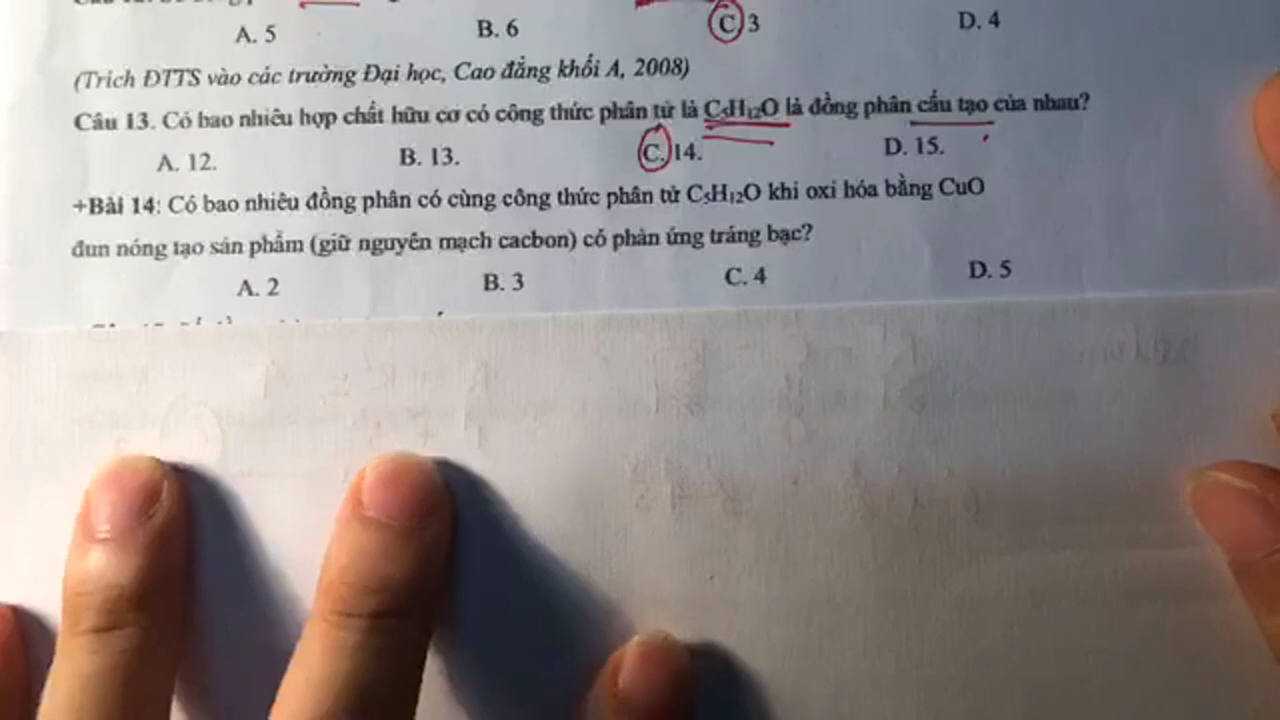 A. 5 B. 6 C. 3 D. 4
(Trích ĐTTS vào các trường Đại học, Cao đẳng khối A, 2008)
Câu 13. Có bao nhiêu hợp chất hữu cơ có công thức phân tử là C₅H₁₂O là đồng phân cấu tạo của nhau?
A. 12. B. 13. C. 14. D. 15.
+Bài 14: Có bao nhiêu đồng phân có cùng công thức phân tử C₅H₁₂O khi oxi hóa bằng CuO
đun nóng tạo sản phẩm (giữ nguyên mạch cacbon) có phản ứng tráng bạc?
A. 2 B. 3 C. 4 D. 5